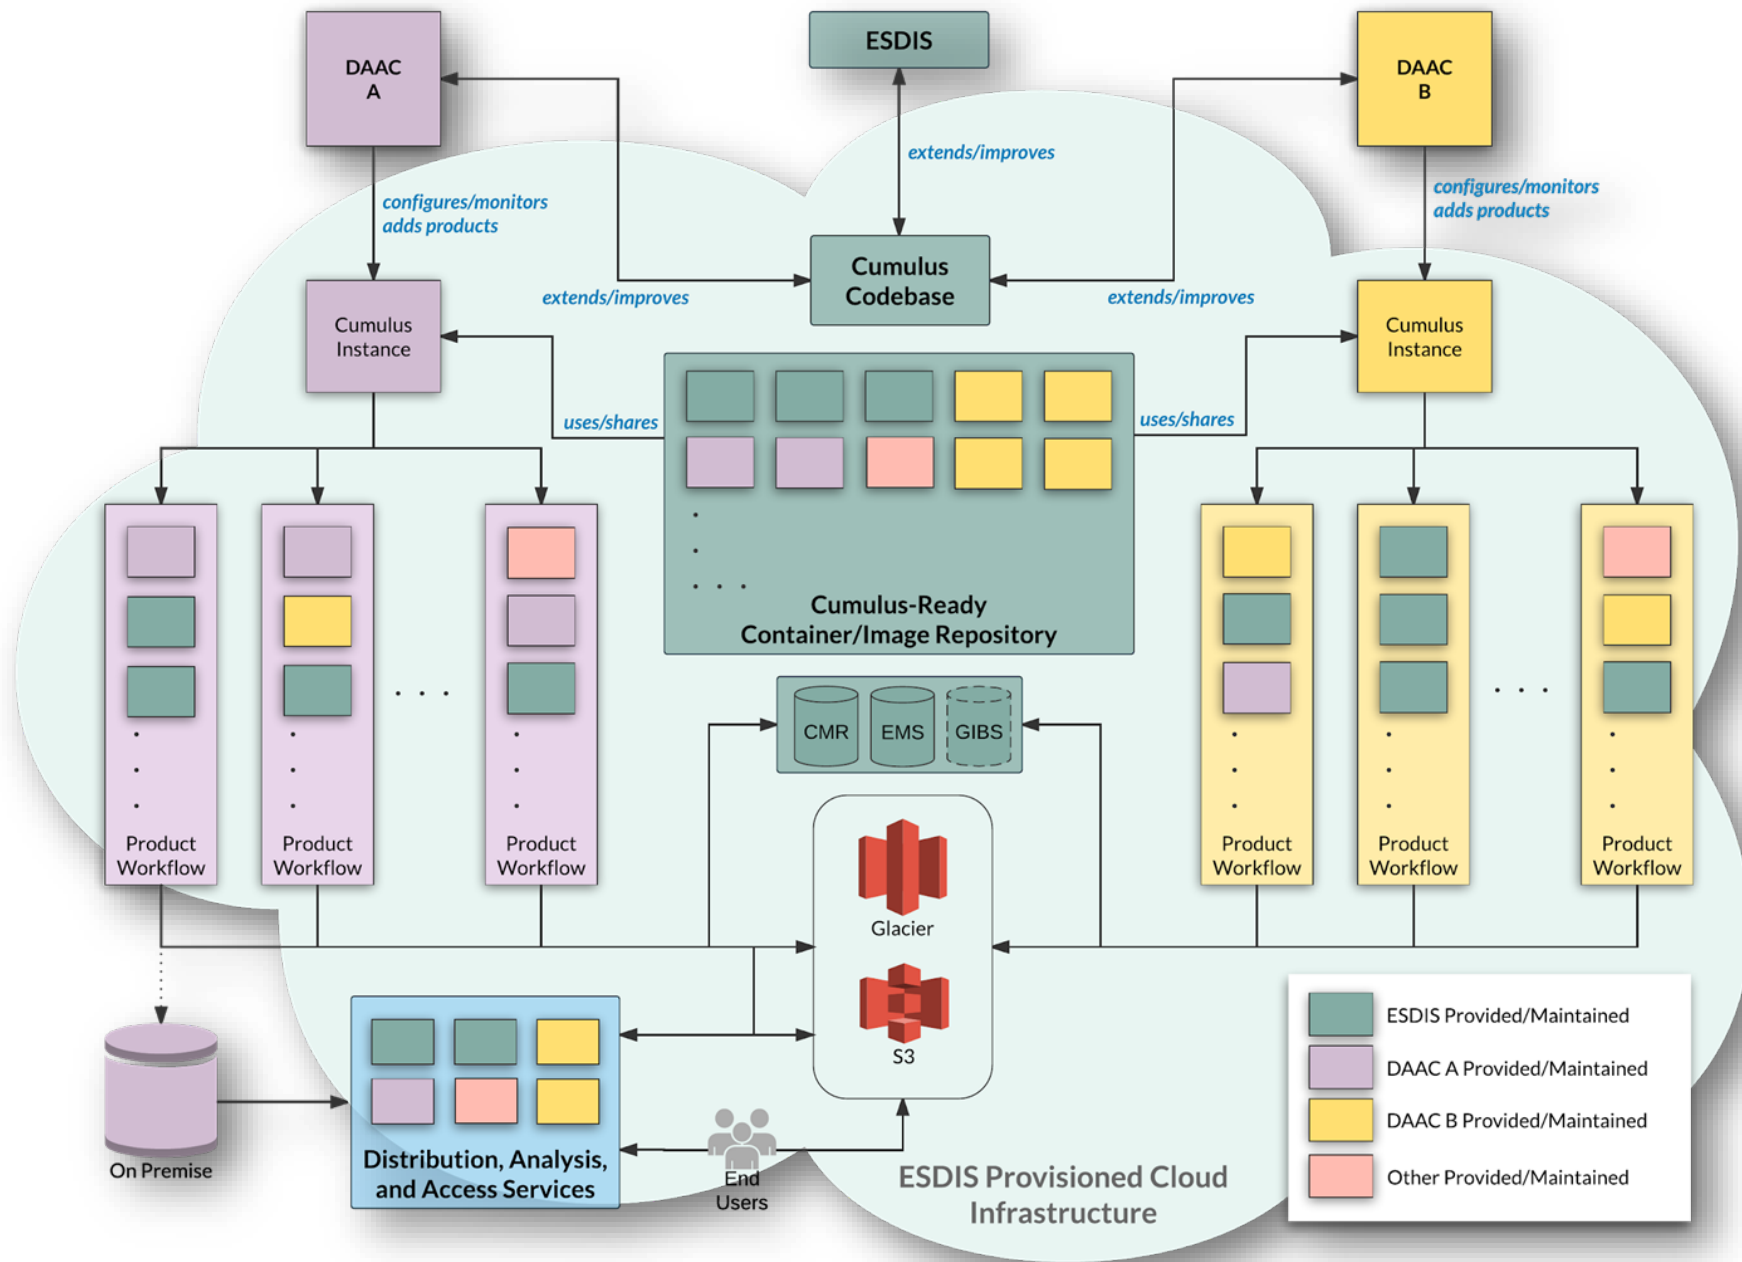 DAAC
A
ESDIS
DAAC
B
extends/improves
configures/monitors
adds products
configures/monitors
adds products
Cumulus
Codebase
extends/improves
extends/improves
Cumulus
Instance
Cumulus
Instance
uses/shares
uses/shares
Cumulus-Ready
Container/Image Repository
CMR
EMS
GIBS
Product
Workflow
Product
Workflow
Product
Workflow
Product
Workflow
Product
Workflow
Product
Workflow
Glacier
S3
On Premise
Distribution, Analysis,
and Access Services
End
Users
ESDIS Provisioned Cloud
Infrastructure
ESDIS Provided/Maintained
DAAC A Provided/Maintained
DAAC B Provided/Maintained
Other Provided/Maintained